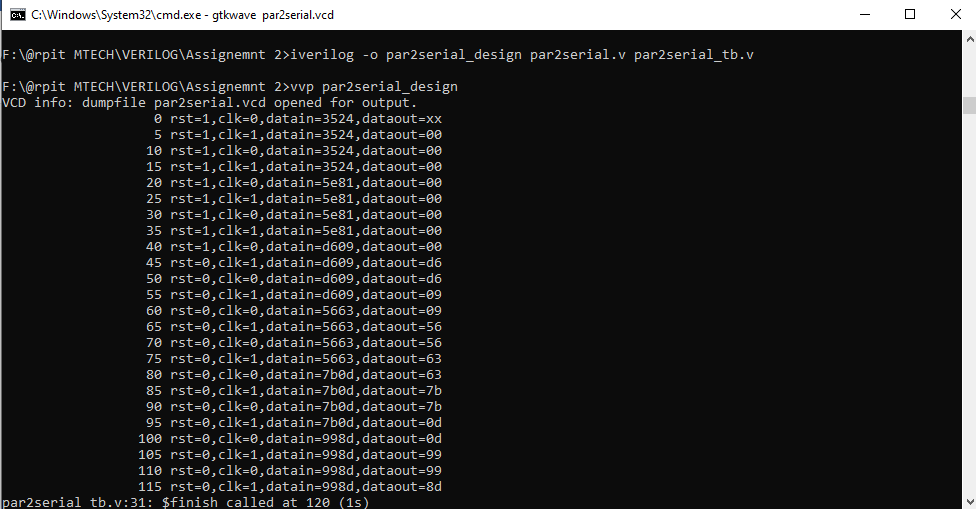 C:\Windows\System32\cmd.exe - gtkwave par2serial.vcd
F:\@rpit MTECH\VERILOG\Assignemnt 2>iverilog -o par2serial_design par2serial.v par2serial_tb.v
F:\@rpit MTECH\VERILOG\Assignemnt 2>vvp par2serial_design
VCD info: dumpfile par2serial.vcd opened for output.
0 rst=1,clk=0,datain=3524,dataout=xx
5 rst=1,clk=1,datain=3524,dataout=00
10 rst=1,clk=0,datain=3524,dataout=00
15 rst=1,clk=1,datain=3524,dataout=00
20 rst=1,clk=0,datain=5e81,dataout=00
25 rst=1,clk=1,datain=5e81,dataout=00
30 rst=1,clk=0,datain=5e81,dataout=00
35 rst=1,clk=1,datain=5e81,dataout=00
40 rst=1,clk=0,datain=d609,dataout=00
45 rst=0,clk=1,datain=d609,dataout=d6
50 rst=0,clk=0,datain=d609,dataout=d6
55 rst=0,clk=1,datain=d609,dataout=09
60 rst=0,clk=0,datain=5663,dataout=09
65 rst=0,clk=1,datain=5663,dataout=56
70 rst=0,clk=0,datain=5663,dataout=56
75 rst=0,clk=1,datain=5663,dataout=63
80 rst=0,clk=0,datain=7b0d,dataout=63
85 rst=0,clk=1,datain=7b0d,dataout=7b
90 rst=0,clk=0,datain=7b0d,dataout=7b
95 rst=0,clk=1,datain=7b0d,dataout=0d
100 rst=0,clk=0,datain=998d,dataout=0d
105 rst=0,clk=1,datain=998d,dataout=99
110 rst=0,clk=0,datain=998d,dataout=99
115 rst=0,clk=1,datain=998d,dataout=8d
par2serial_tb.v:31: $finish called at 120 (1s)